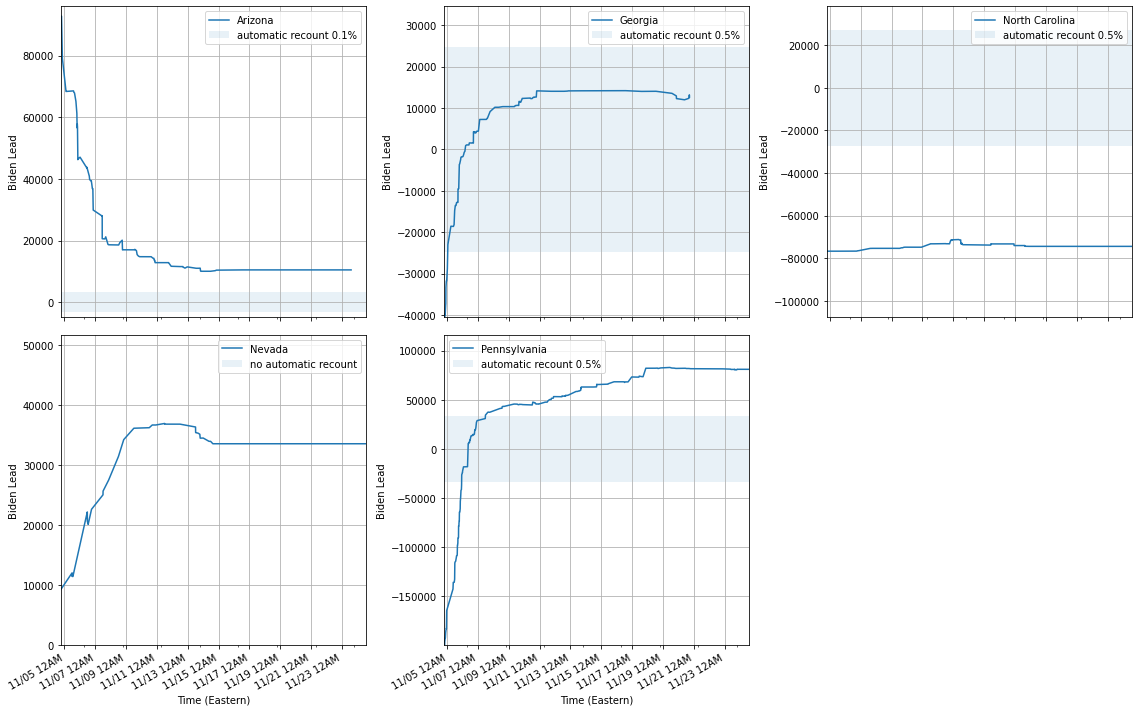 Arizona
automatic recount 0.1%
80000
60000
40000
20000
0
Biden Lead
Georgia
automatic recount 0.5%
30000
20000
10000
0
−10000
−20000
−30000
−40000
Biden Lead
North Carolina
automatic recount 0.5%
20000
0
−20000
−40000
−60000
−80000
−100000
Biden Lead
Nevada
no automatic recount
50000
40000
30000
20000
10000
0
Biden Lead
11/05 12AM
11/07 12AM
11/09 12AM
11/11 12AM
11/13 12AM
11/15 12AM
11/17 12AM
11/19 12AM
11/21 12AM
11/23 12AM
Time (Eastern)
Pennsylvania
automatic recount 0.5%
100000
50000
0
−50000
−100000
−150000
Biden Lead
11/05 12AM
11/07 12AM
11/09 12AM
11/11 12AM
11/13 12AM
11/15 12AM
11/17 12AM
11/19 12AM
11/21 12AM
11/23 12AM
Time (Eastern)